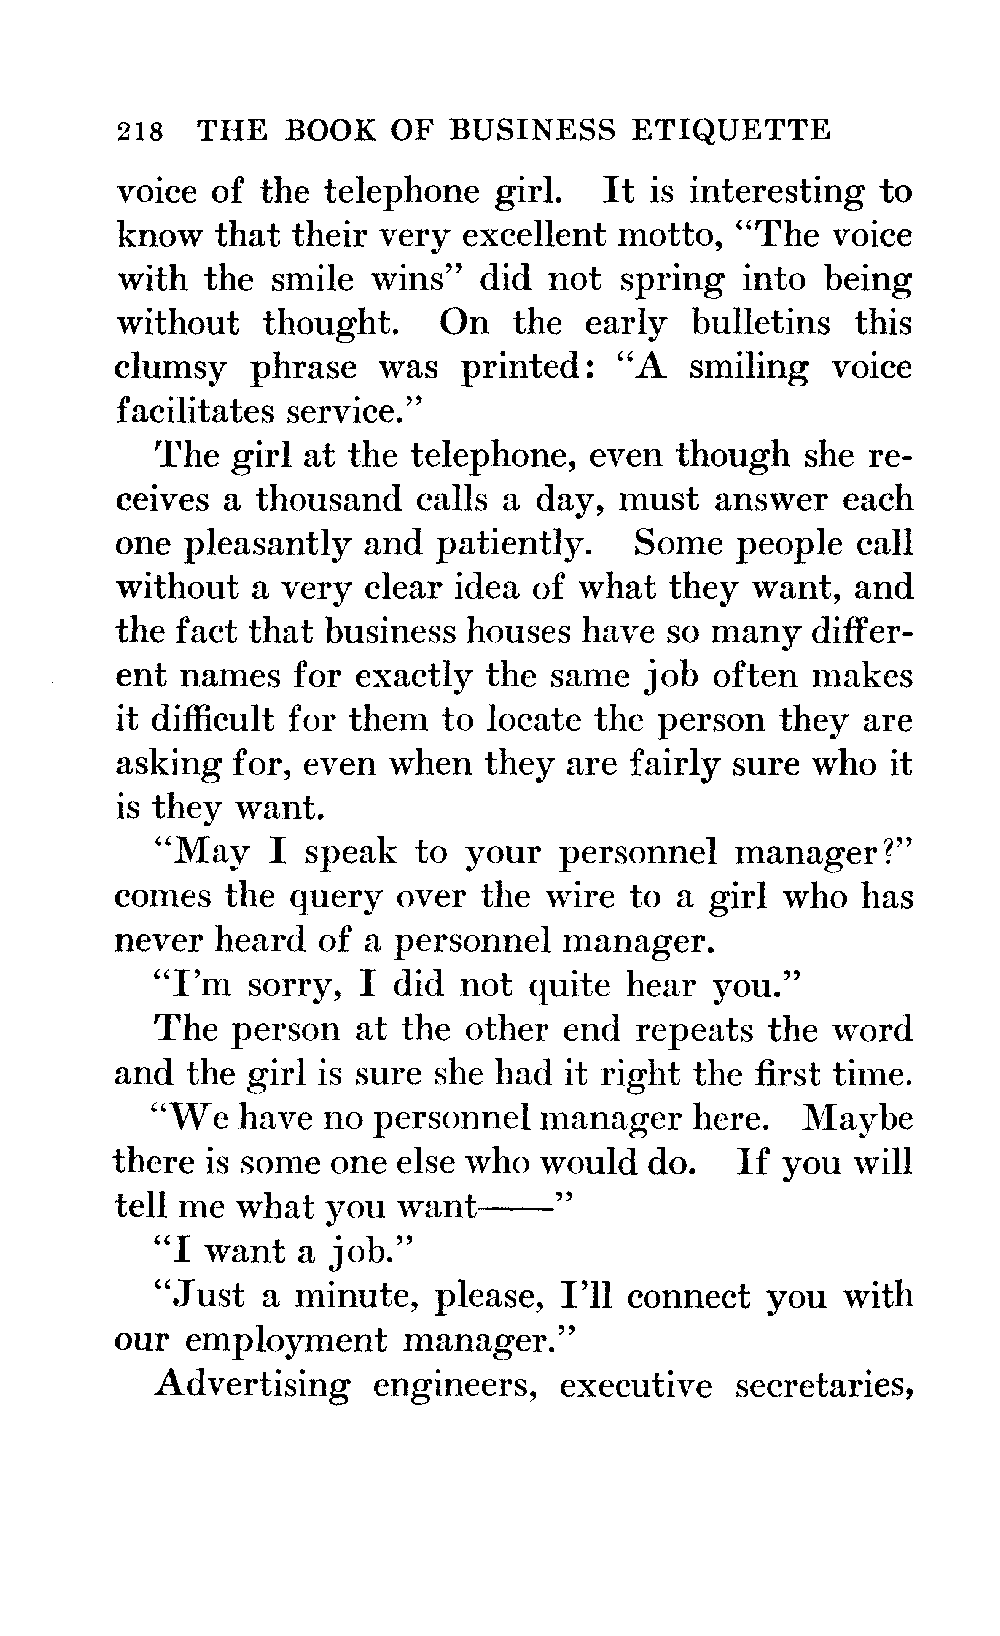 218 THE BOOK OF BUSINESS ETIQUETTE
voice of the telephone girl. It is interesting to
know that their very excellent motto, “The voice
with the smile wins” did not spring into being
without thought. On the early bulletins this
clumsy phrase was printed: “A smiling voice
facilitates service.”
The girl at the telephone, even though she re-
ceives a thousand calls a day, must answer each
one pleasantly and patiently. Some people call
without a very clear idea of what they want, and
the fact that business houses have so many differ-
ent names for exactly the same job often makes
it difficult for them to locate the person they are
asking for, even when they are fairly sure who it
is they want.
“May I speak to your personnel manager?”
comes the query over the wire to a girl who has
never heard of a personnel manager.
“I’m sorry, I did not quite hear you.”
The person at the other end repeats the word
and the girl is sure she had it right the first time.
“We have no personnel manager here. Maybe
there is some one else who would do. If you will
tell me what you want——”
“I want a job.”
“Just a minute, please, I’ll connect you with
our employment manager.”
Advertising engineers, executive secretaries,